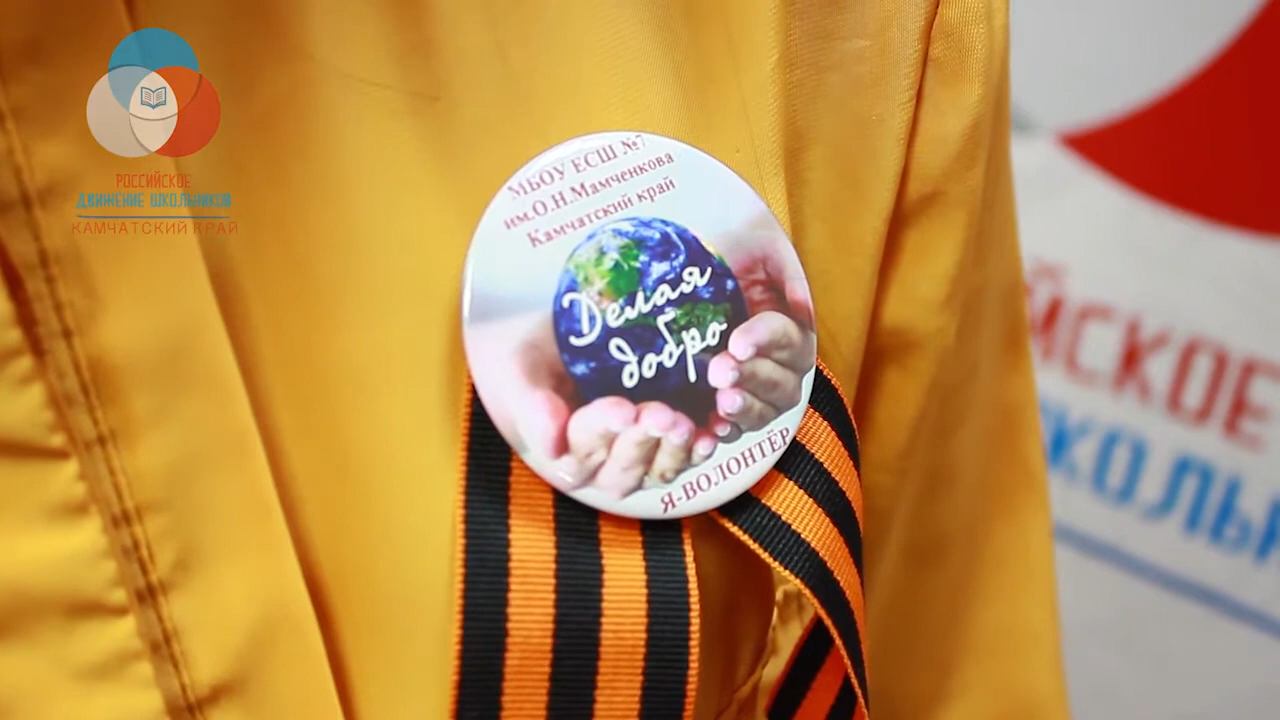 РОССИЙСКОЕ
ДВИЖЕНИЕ ШКОЛЬНИКОВ
КАМЧАТСКИЙ КРАЙ
МБОУ ЕСШ №7
им.О.Н.Мамченкова
Камчатский край
Делая
добро
Я-ВОЛОНТЁР
ЙСКОЕ
КОЛЬН